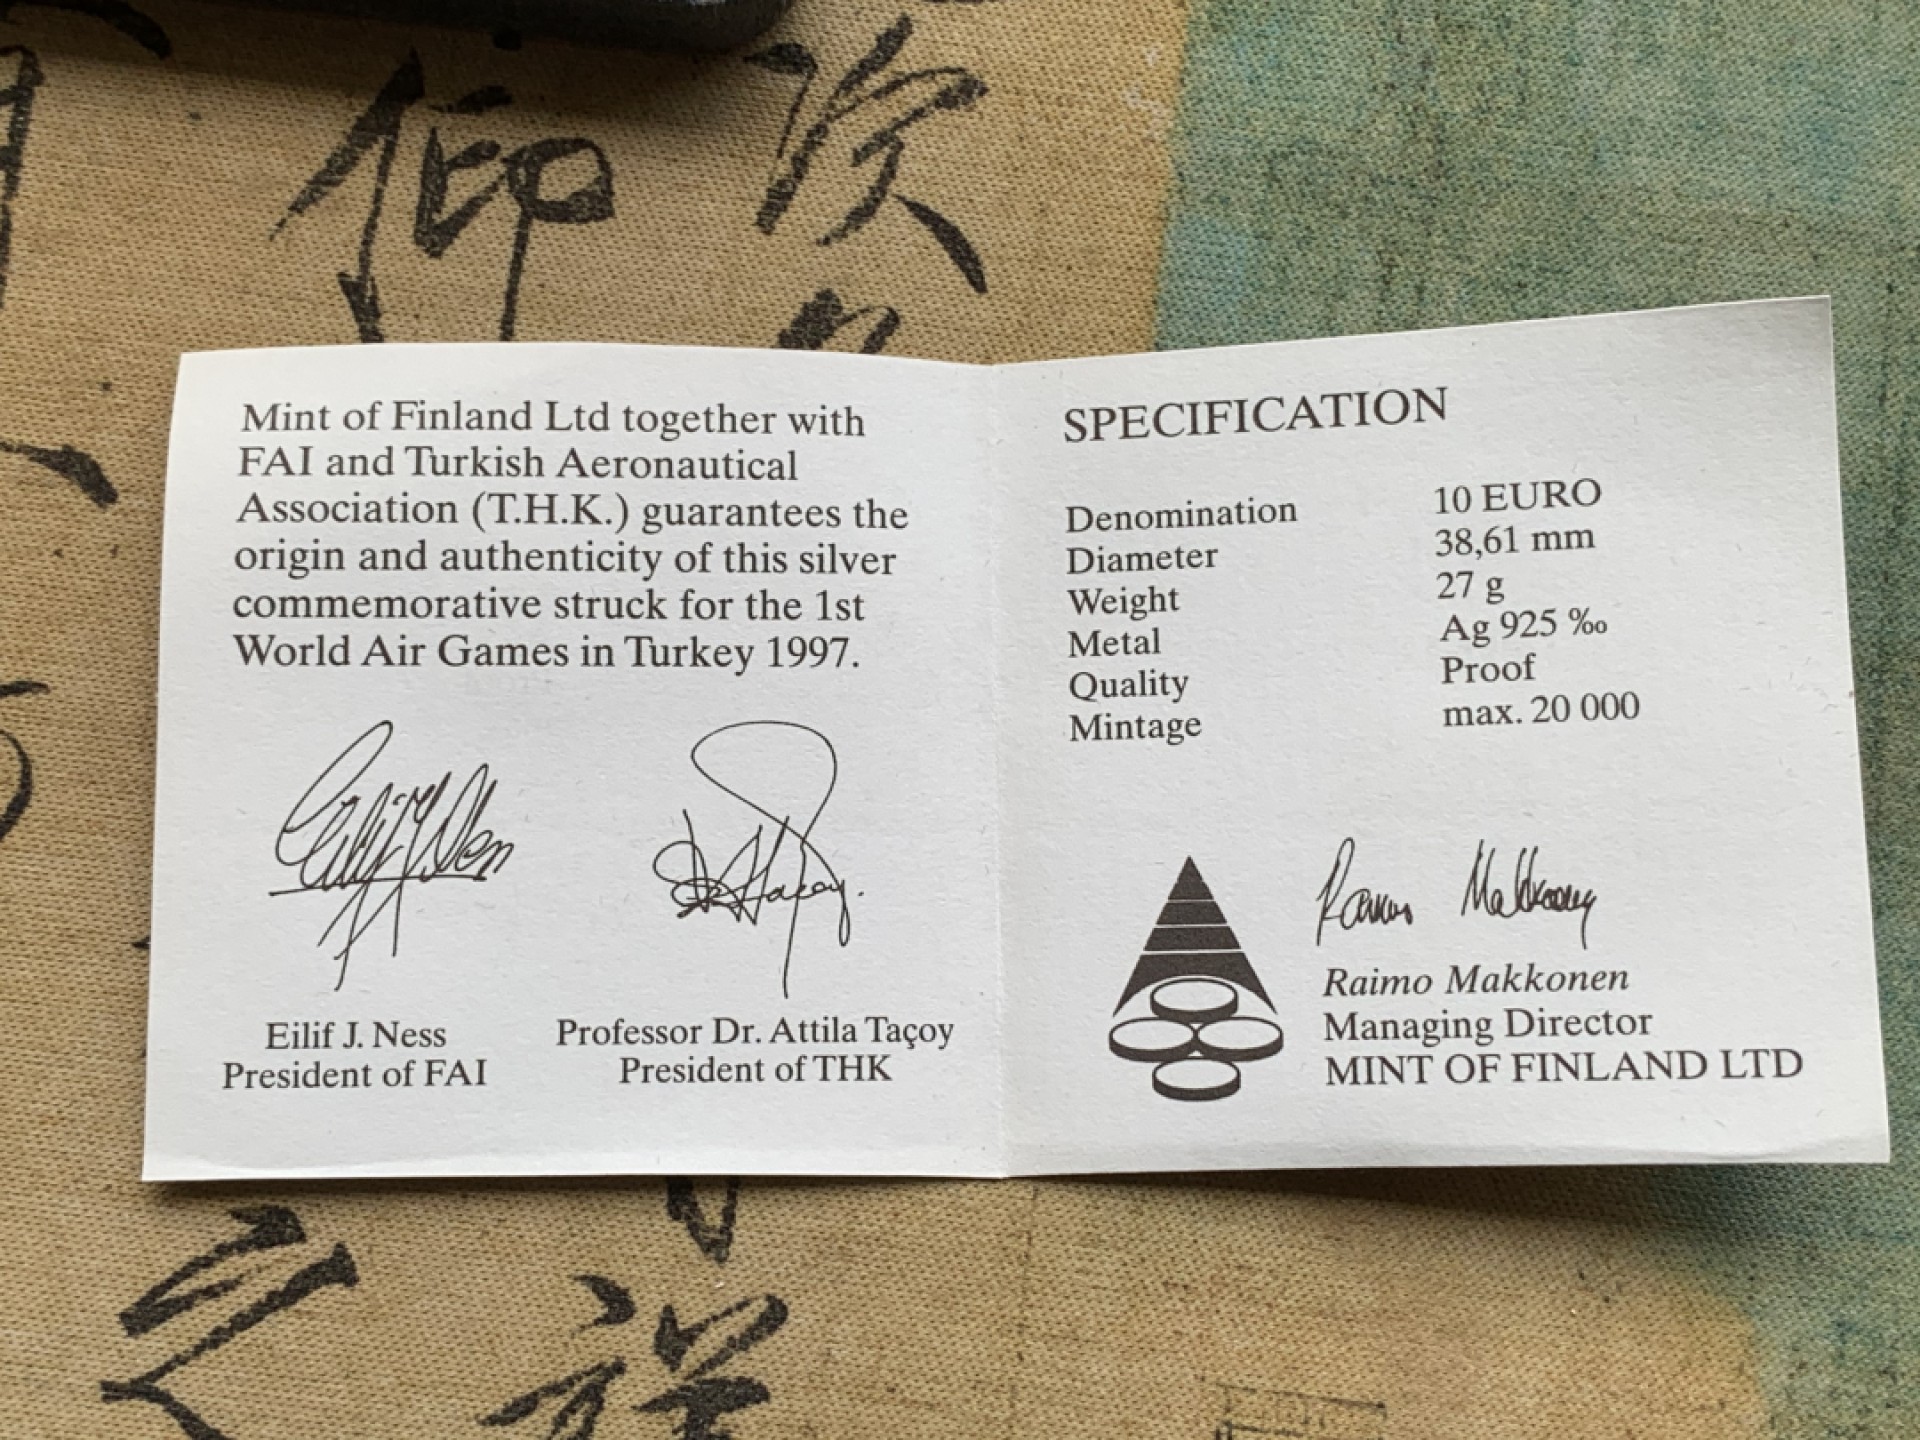 Mint of Finland Ltd together with
FAI and Turkish Aeronautical
Association (T.H.K.) guarantees the
origin and authenticity of this silver
commemorative struck for the 1st
World Air Games in Turkey 1997.
Eilif J. Ness
President of FAI
Professor Dr. Attila Taçoy
President of THK
SPECIFICATION
Denomination 10 EURO
Diameter 38,61 mm
Weight 27 g
Metal Ag 925 ‰
Quality Proof
Mintage max. 20 000
Raimo Makkonen
Raimo Makkonen
Managing Director
MINT OF FINLAND LTD